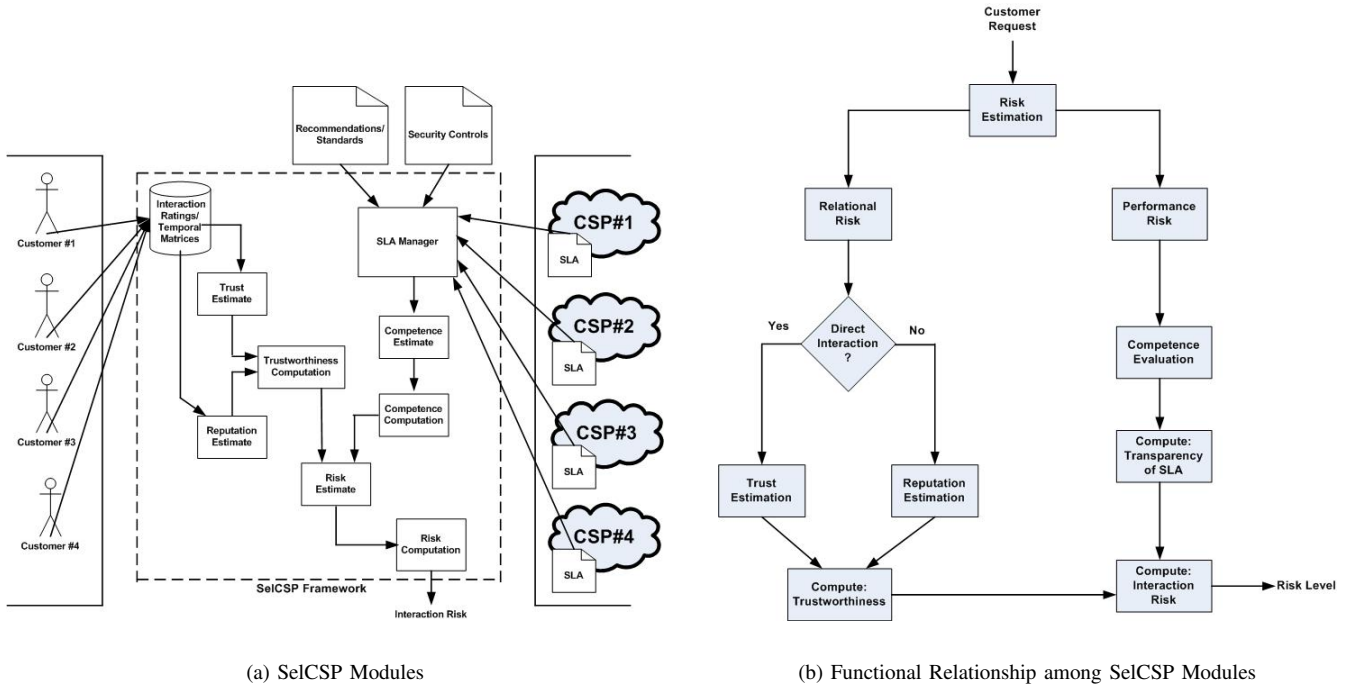 Recommendations/
Standards
Security Controls
Customer #1
Customer #2
Customer #3
Customer #4
Interaction
Ratings/
Temporal
Matrices
SLA Manager
Trust
Estimate
Competence
Estimate
Trustworthiness
Computation
Competence
Computation
Reputation
Estimate
Risk
Estimate
Risk
Computation
SelCSP Framework
Interaction Risk
CSP#1
SLA
CSP#2
SLA
CSP#3
SLA
CSP#4
SLA
(a) SelCSP Modules
Customer
Request
Risk
Estimation
Relational
Risk
Performance
Risk
Yes
Direct
Interaction
?
No
Competence
Evaluation
Compute:
Transparency
of SLA
Trust
Estimation
Reputation
Estimation
Compute:
Trustworthiness
Compute:
Interaction
Risk
Risk Level
(b) Functional Relationship among SelCSP Modules